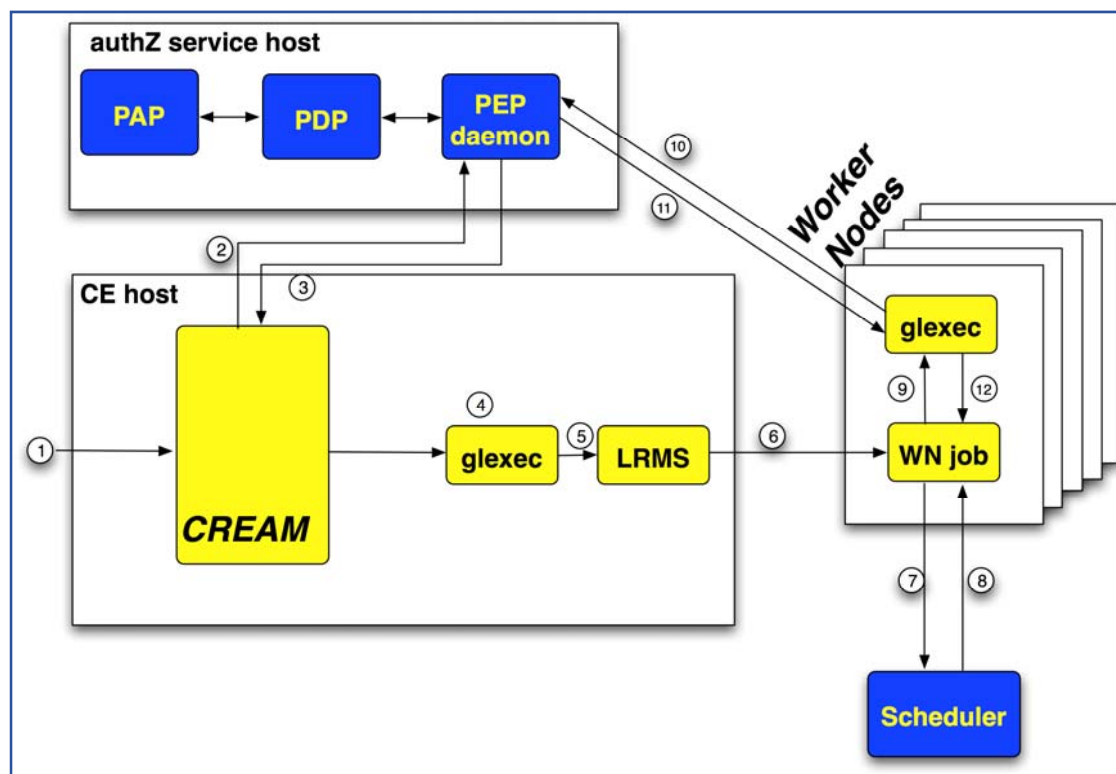 authZ service host
PAP
PDP
PEP
daemon
10
11
Worker
Nodes
2
3
CE host
CREAM
1
4
glexec
5
LRMS
6
glexec
9
12
WN job
7
8
Scheduler